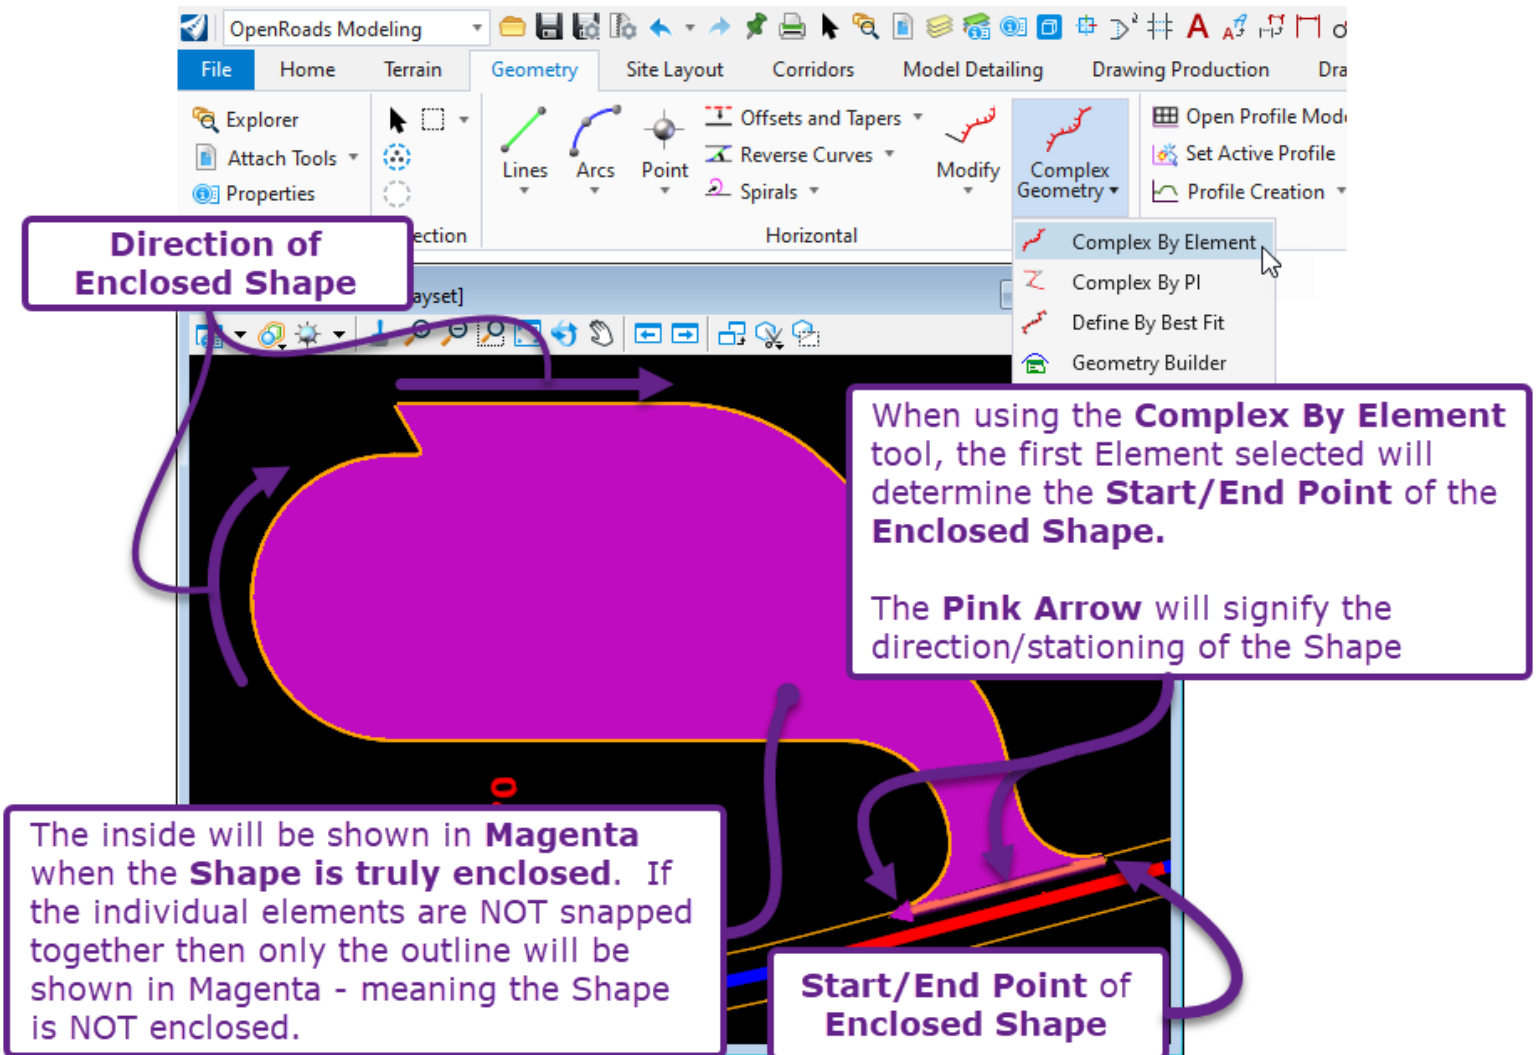 OpenRoads Modeling
File Home Terrain Geometry Site Layout Corridors Model Detailing Drawing Production Dra
Explorer
Attach Tools
Properties
ection
Lines
Arcs
Point
Offsets and Tapers
Reverse Curves
Spirals
Modify
Complex
Geometry
Horizontal
Open Profile Mod
Set Active Profile
Profile Creation
Complex By Element
Complex By PI
Define By Best Fit
Geometry Builder
Direction of
Enclosed Shape
ayset]
When using the Complex By Element
tool, the first Element selected will
determine the Start/End Point of the
Enclosed Shape.
The Pink Arrow will signify the
direction/stationing of the Shape
The inside will be shown in Magenta
when the Shape is truly enclosed. If
the individual elements are NOT snapped
together then only the outline will be
shown in Magenta - meaning the Shape
is NOT enclosed.
Start/End Point of
Enclosed Shape